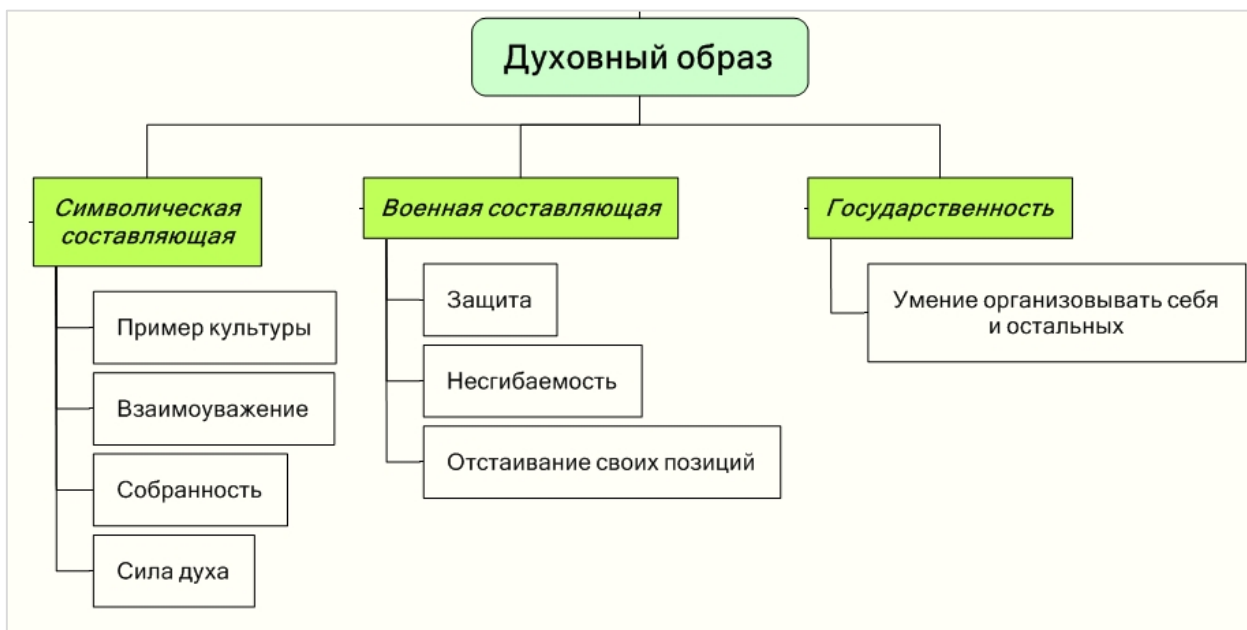 Духовный образ
Символическая
составляющая
Пример культуры
Взаимоуважение
Собранность
Сила духа
Военная составляющая
Защита
Несгибаемость
Отстаивание своих позиций
Государственность
Умение организовывать себя
и остальных